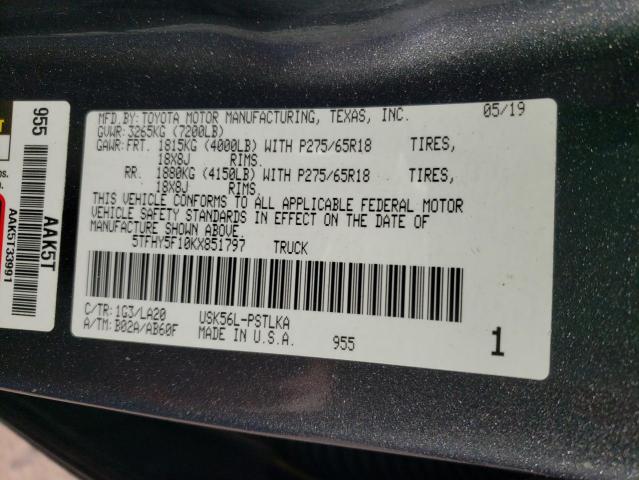 MFD.BY: TOYOTA MOTOR MANUFACTURING, TEXAS, INC. 05/19
GVWR: 3265KG (7200LB)
GAWR: FRT. 1815KG (4000LB) WITH P275/65R18 TIRES,
18X8J RIMS.
RR. 1880KG (4150LB) WITH P275/65R18 TIRES,
18X8J RIMS.
THIS VEHICLE CONFORMS TO ALL APPLICABLE FEDERAL MOTOR
VEHICLE SAFETY STANDARDS IN EFFECT ON THE DATE OF
MANUFACTURE SHOWN ABOVE.
5TFHY5F10KX851797 TRUCK
C/TR: 1G3/LA20 USK56L-PSTLKA
A/TM: B02A/AB60F MADE IN U.S.A. 955 1
955
AAK5T
AAK5T33991